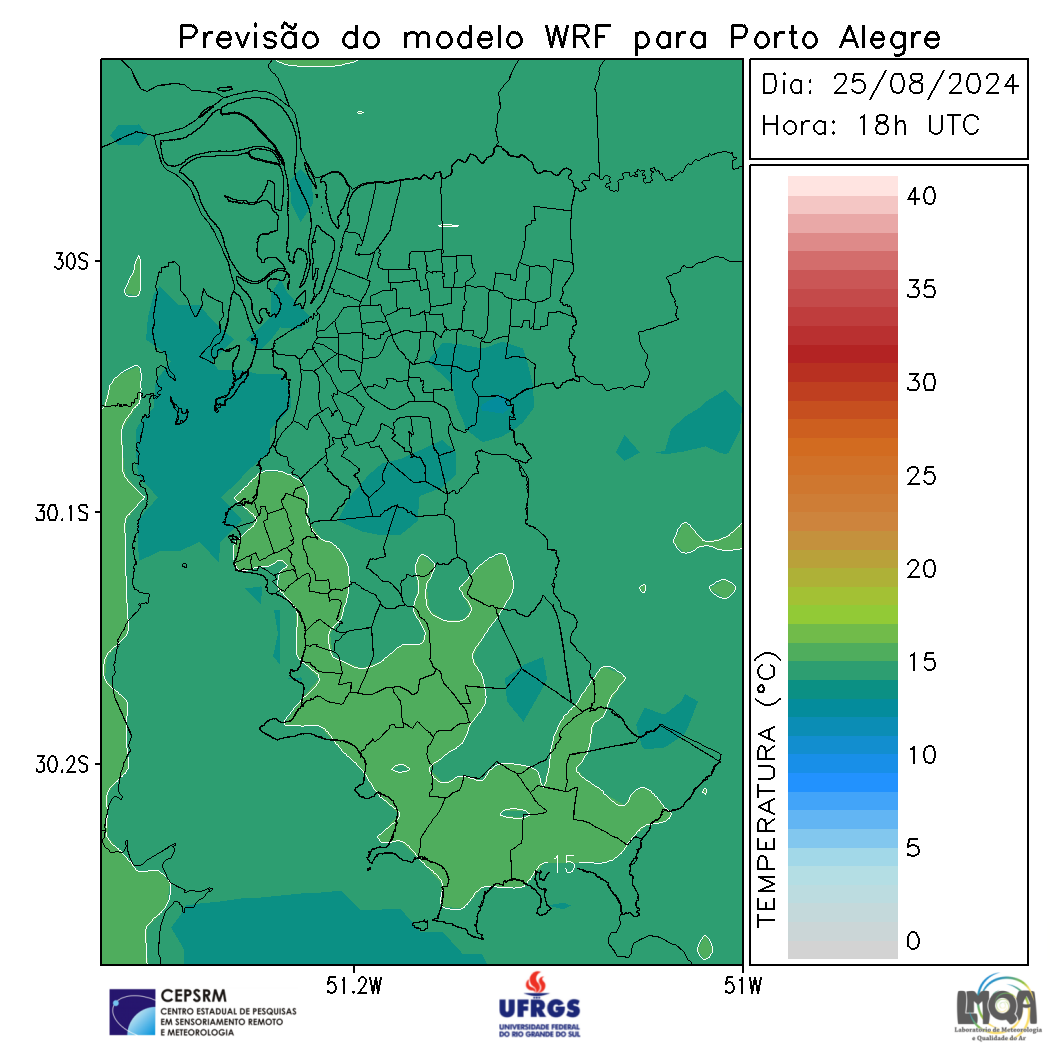 Previsão do modelo WRF para Porto Alegre
Dia: 25/08/2024
Hora: 18h UTC
30S
30.1S
30.2S
51.2W
51W
15
40
35
30
25
20
15
10
5
0
TEMPERATURA (°C)
CEPSRM
CENTRO ESTADUAL DE PESQUISAS
EM SENSORIAMENTO REMOTO
E METEOROLOGIA
UFRGS
UNIVERSIDADE FEDERAL
DO RIO GRANDE DO SUL
LMQA
Laboratório de Meteorologia
e Qualidade do Ar